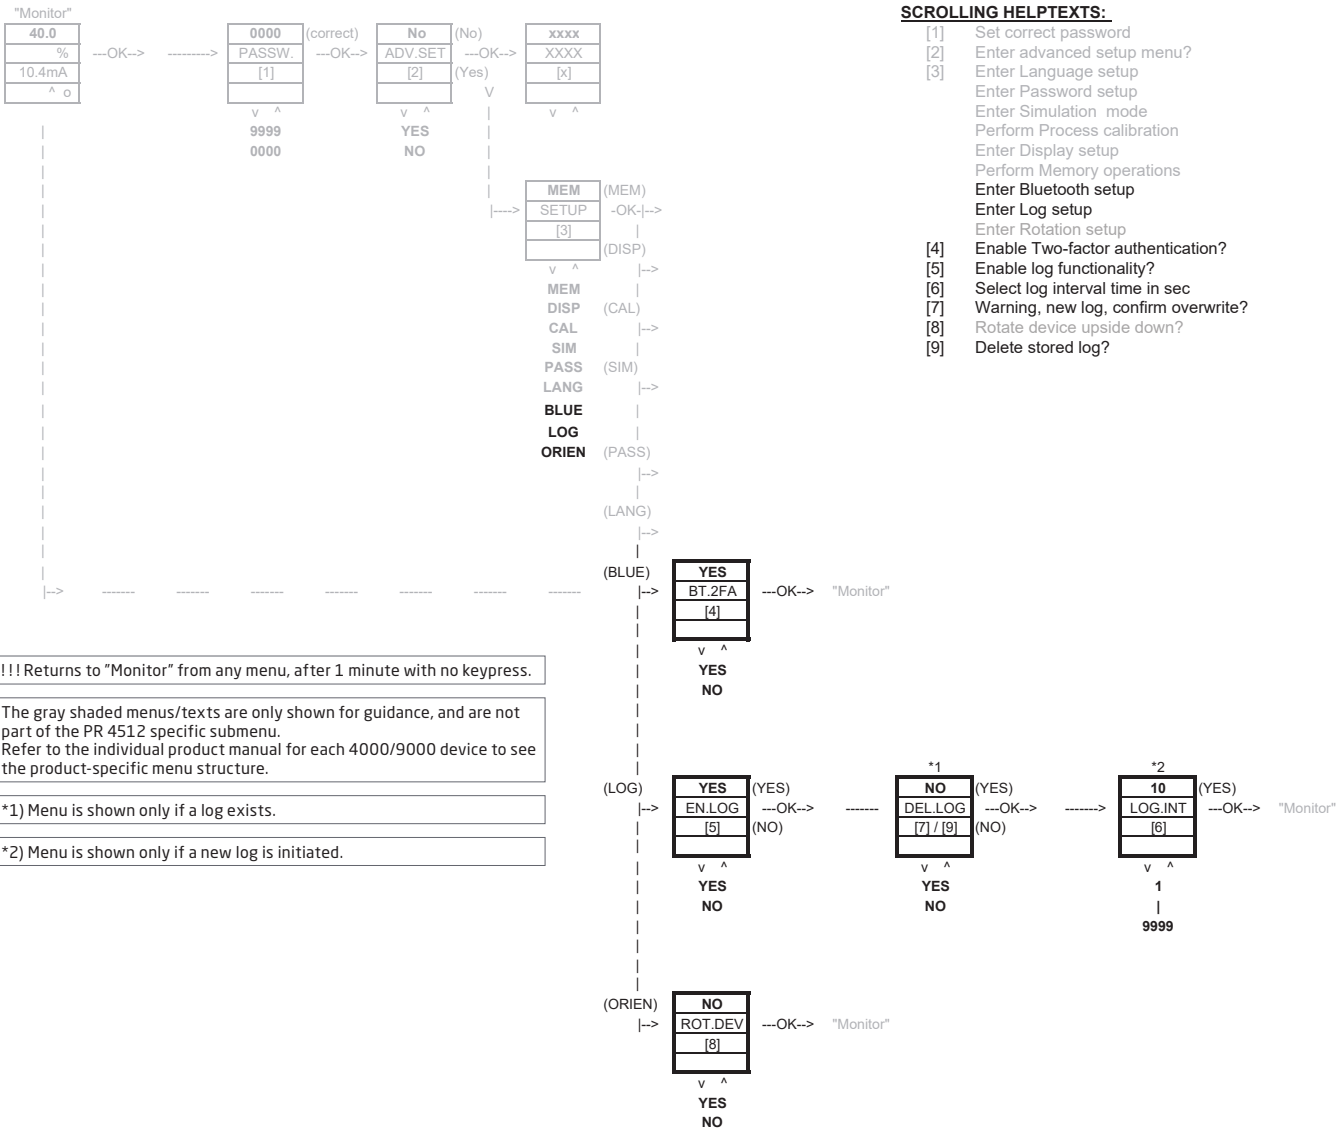 "Monitor"
40.0
%
10.4mA
^ o
---OK-->
--------->
0000 (correct)
PASSW. ---OK-->
[1]
v ^
9999
0000
No (No)
ADV.SET ---OK-->
[2] (Yes)
V
v ^
YES
NO
xxxx
XXXX
[x]
v ^
MEM (MEM)
|----> SETUP -OK-|-->
[3]
(DISP)
v ^ |-->
MEM
DISP (CAL)
CAL |-->
SIM
PASS (SIM)
LANG |-->
BLUE
LOG
ORIEN (PASS)
|-->
(LANG)
|-->
SCROLLING HELPTEXTS:
[1] Set correct password
[2] Enter advanced setup menu?
[3] Enter Language setup
Enter Password setup
Enter Simulation mode
Perform Process calibration
Enter Display setup
Perform Memory operations
Enter Bluetooth setup
Enter Log setup
Enter Rotation setup
[4] Enable Two-factor authentication?
[5] Enable log functionality?
[6] Select log interval time in sec
[7] Warning, new log, confirm overwrite?
[8] Rotate device upside down?
[9] Delete stored log?
(BLUE) YES
|--> ------- ------- ------- ------- ------- ------- ------- |--> BT.2FA ---OK--> "Monitor"
[4]
v ^
YES
NO
!!! Returns to "Monitor" from any menu, after 1 minute with no keypress.
The gray shaded menus/texts are only shown for guidance, and are not
part of the PR 4512 specific submenu.
Refer to the individual product manual for each 4000/9000 device to see
the product-specific menu structure.
*1) Menu is shown only if a log exists.
*2) Menu is shown only if a new log is initiated.
*1 *2
(LOG) YES (YES) NO (YES) 10 (YES)
|--> EN.LOG ---OK--> ------- DEL.LOG ---OK--> -------> LOG.INT ---OK--> "Monitor"
[5] (NO) [7] / [9] (NO) [6]
v ^ v ^ v ^
YES YES 1
NO NO |
9999
(ORIEN) NO
|--> ROT.DEV ---OK--> "Monitor"
[8]
v ^
YES
NO